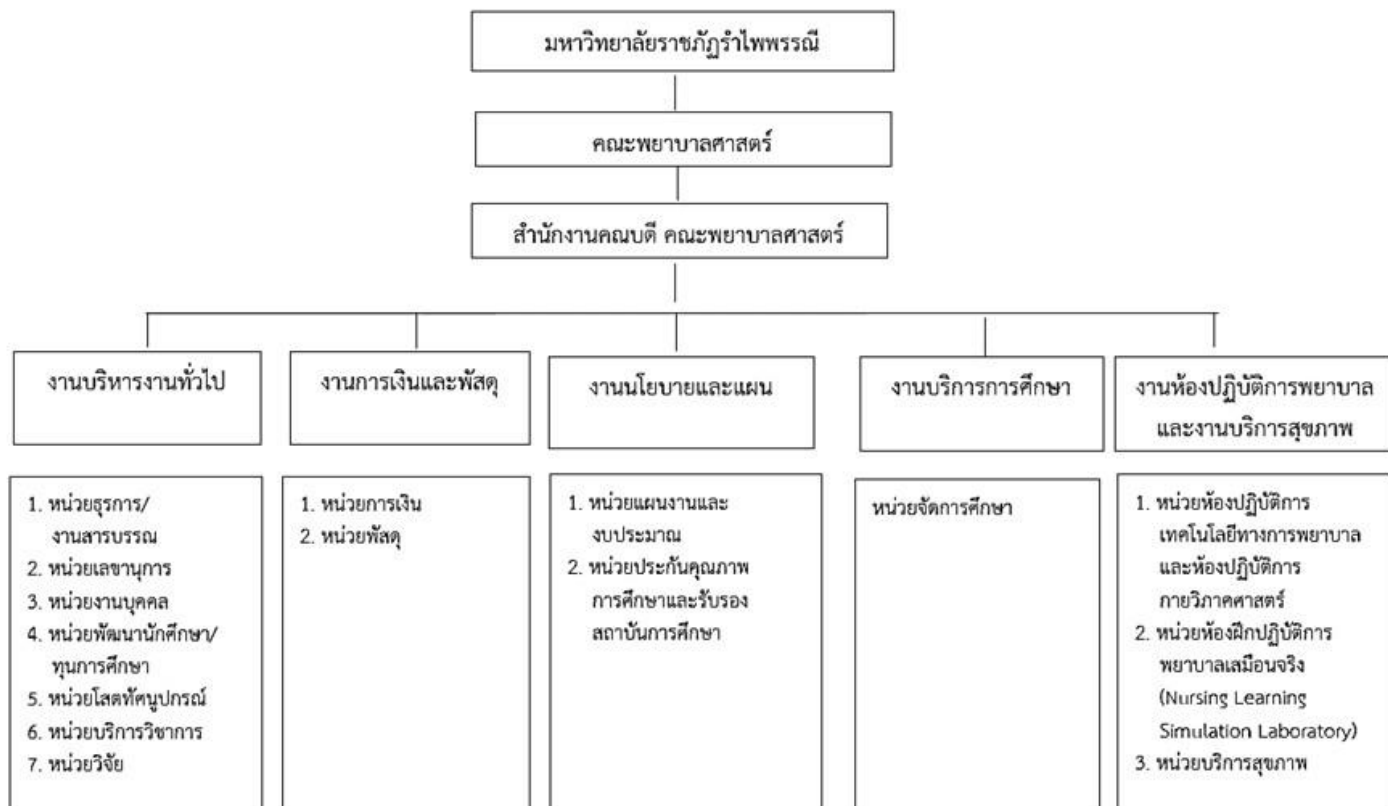 มหาวิทยาลัยราชภัฏรำไพพรรณี
คณะพยาบาลศาสตร์
สำนักงานคณบดี คณะพยาบาลศาสตร์
งานบริหารงานทั่วไป
1. หน่วยธุรการ/
งานสารบรรณ
2. หน่วยเลขานุการ
3. หน่วยงานบุคคล
4. หน่วยพัฒนานักศึกษา/
ทุนการศึกษา
5. หน่วยโสตทัศนูปกรณ์
6. หน่วยบริการวิชาการ
7. หน่วยวิจัย
งานการเงินและพัสดุ
1. หน่วยการเงิน
2. หน่วยพัสดุ
งานนโยบายและแผน
1. หน่วยแผนงานและ
งบประมาณ
2. หน่วยประกันคุณภาพ
การศึกษาและรับรอง
สถาบันการศึกษา
งานบริการการศึกษา
หน่วยจัดการศึกษา
งานห้องปฏิบัติการพยาบาล
และงานบริการสุขภาพ
1. หน่วยห้องปฏิบัติการ
เทคโนโลยีทางการพยาบาล
และห้องปฏิบัติการ
กายวิภาคศาสตร์
2. หน่วยห้องฝึกปฏิบัติการ
พยาบาลเสมือนจริง
(Nursing Learning
Simulation Laboratory)
3. หน่วยบริการสุขภาพ